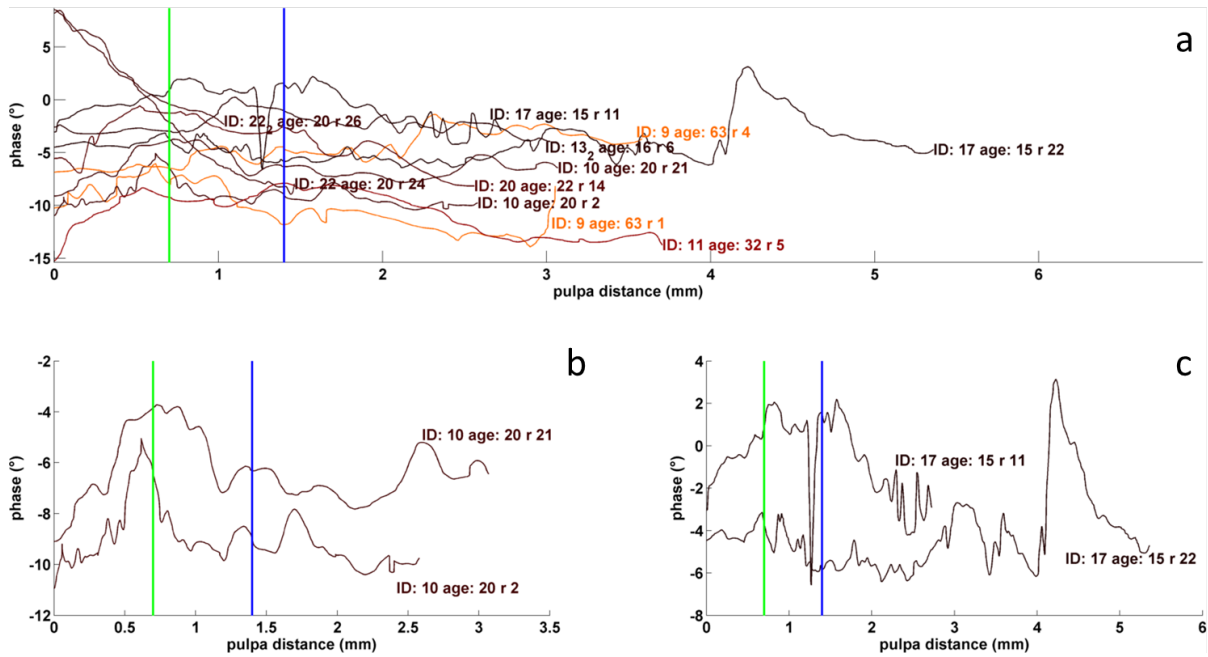 a
5
0
-5
-10
-15
phase (°)
ID: 17 age: 15 r 11
ID: 22₂ age: 20 r 26
ID: 9 age: 63 r 4
ID: 13₂ age: 16 r 6
ID: 17 age: 15 r 22
ID: 10 age: 20 r 21
ID: 22 age: 20 r 24
ID: 20 age: 22 r 14
ID: 10 age: 20 r 2
ID: 9 age: 63 r 1
ID: 11 age: 32 r 5
0 1 2 3 4 5 6
pulpa distance (mm)
b
-2
-4
-6
-8
-10
-12
phase (°)
ID: 10 age: 20 r 21
ID: 10 age: 20 r 2
0 0.5 1 1.5 2 2.5 3 3.5
pulpa distance (mm)
c
4
2
0
-2
-4
-6
-8
phase (°)
ID: 17 age: 15 r 11
ID: 17 age: 15 r 22
0 1 2 3 4 5 6
pulpa distance (mm)